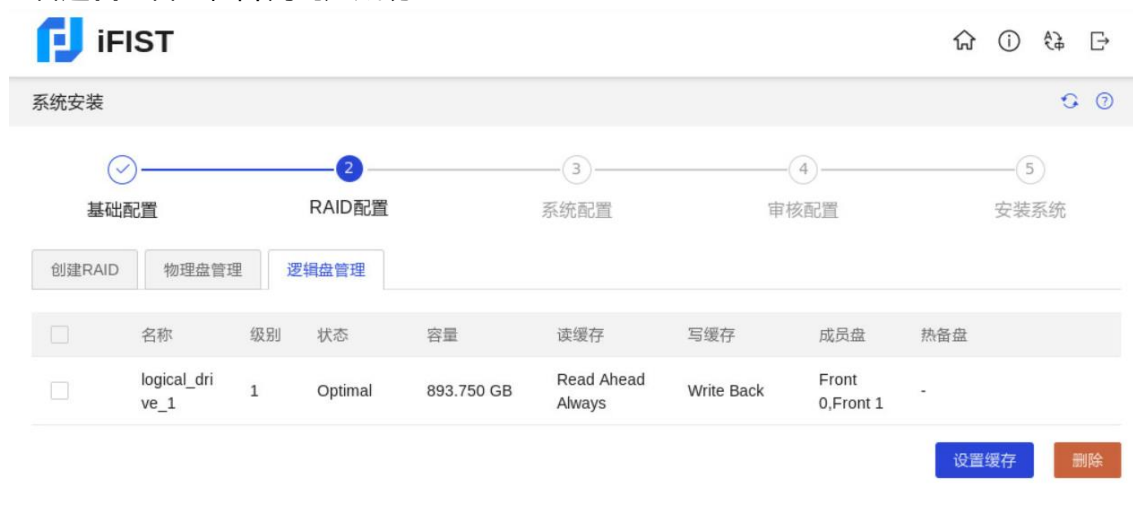 iFIST
系统安装
2
3
4
5
基础配置
RAID配置
系统配置
审核配置
安装系统
创建RAID
物理盘管理
逻辑盘管理
名称 级别 状态 容量 读缓存 写缓存 成员盘 热备盘
logical_dri Read Ahead Front
1 Optimal 893.750 GB Write Back -
ve_1 Always 0,Front 1
设置缓存 删除